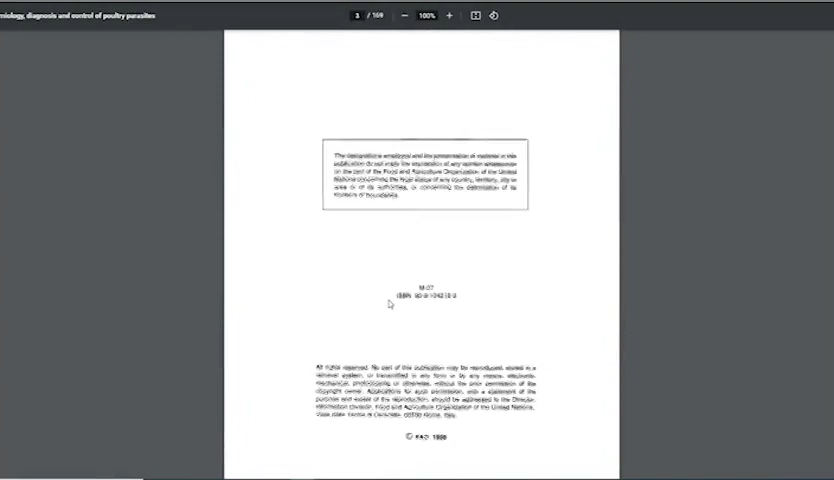 miology, diagnosis and control of poultry parasites
3 / 169
100%
The designations employed and the presentation of material in this
publication do not imply the expression of any opinion whatsoever
on the part of the Food and Agriculture Organization of the United
Nations concerning the legal status of any country, territory, city or
area or of its authorities, or concerning the delimitation of its
frontiers or boundaries.
M-27
ISBN
All rights reserved. No part of this publication may be reproduced, stored in a
retrieval system, or transmitted in any form or by any means, electronic,
mechanical, photocopying or otherwise, without the prior permission of the
copyright owner. Applications for such permission, with a statement of the
purpose and extent of the reproduction, should be addressed to the Director,
Information Division, Food and Agriculture Organization of the United Nations,
Viale delle Terme di Caracalla, 00100 Rome, Italy.
© FAO